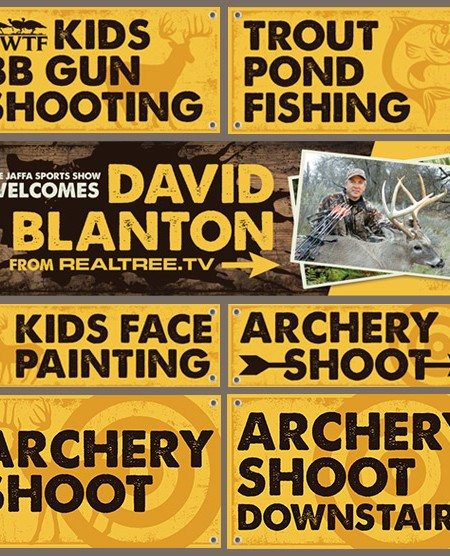 WTF KIDS
BB GUN
SHOOTING
TROUT
POND
FISHING
E JAFFA SPORTS SHOW
WELCOMES
DAVID
BLANTON
FROM REALTREE.TV
KIDS FACE
PAINTING
ARCHERY
SHOOT
ARCHERY
SHOOT
ARCHERY
SHOOT
DOWNSTAIR